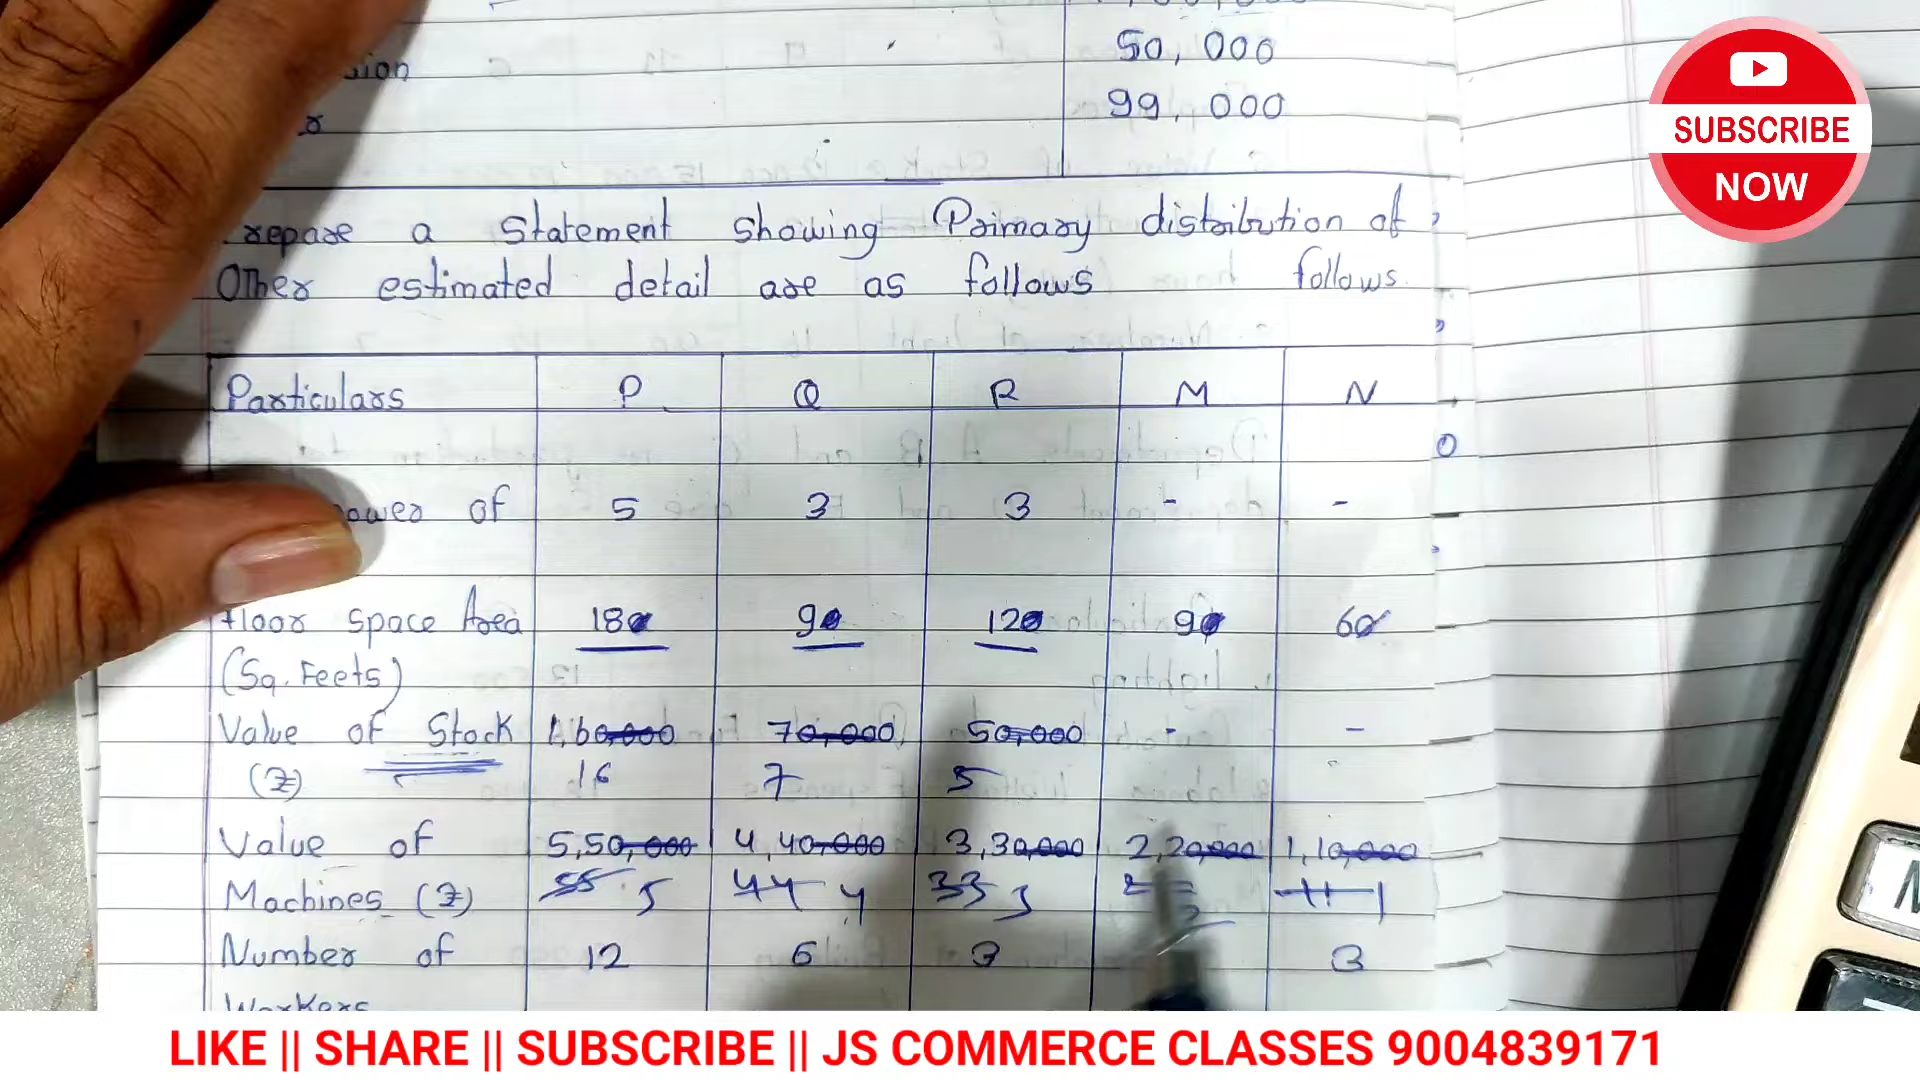 50,000
99,000
SUBSCRIBE
NOW
a Statement showing Primary distribution of
Other estimated detail are as follows follows
Particulars P Q R M N
of 5 3 3 - -
Floor Space Area 180 90 120 90 60
(Sq. Feets)
Value of Stock 1,60,000 70,000 50,000 - -
(₹) 16 7 5
Value of 5,50,000 4,40,000 3,30,000 2,20,000 1,10,000
Machines (₹) 55 5 44 4 33 3 2 11 1
Number of 12 6 3 3
Workers
LIKE || SHARE || SUBSCRIBE || JS COMMERCE CLASSES 9004839171